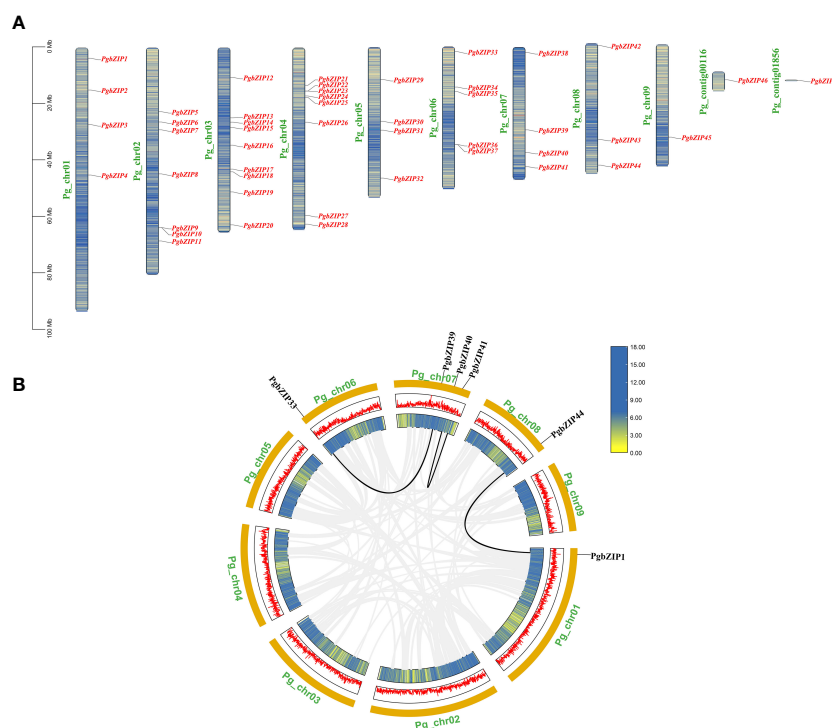 A
0 Mb
20 Mb
40 Mb
60 Mb
80 Mb
100 Mb
Pg_chr01
PgbZIP1
PgbZIP2
PgbZIP3
PgbZIP4
Pg_chr02
PgbZIP5
PgbZIP6
PgbZIP7
PgbZIP8
PgbZIP9
PgbZIP10
PgbZIP11
Pg_chr03
PgbZIP12
PgbZIP13
PgbZIP14
PgbZIP15
PgbZIP16
PgbZIP17
PgbZIP18
PgbZIP19
PgbZIP20
Pg_chr04
PgbZIP21
PgbZIP22
PgbZIP23
PgbZIP24
PgbZIP25
PgbZIP26
PgbZIP27
PgbZIP28
Pg_chr05
PgbZIP29
PgbZIP30
PgbZIP31
PgbZIP32
Pg_chr06
PgbZIP33
PgbZIP34
PgbZIP35
PgbZIP36
PgbZIP37
Pg_chr07
PgbZIP38
PgbZIP39
PgbZIP40
PgbZIP41
Pg_chr08
PgbZIP42
PgbZIP43
PgbZIP44
Pg_chr09
PgbZIP45
Pg_contig00116
PgbZIP46
Pg_contig01856
PgbZIP
B
PgbZIP33
PgbZIP39
PgbZIP40
PgbZIP41
PgbZIP44
PgbZIP1
Pg_chr06
Pg_chr07
Pg_chr08
Pg_chr09
Pg_chr01
Pg_chr02
Pg_chr03
Pg_chr04
Pg_chr05
18.00
15.00
12.00
9.00
6.00
3.00
0.00